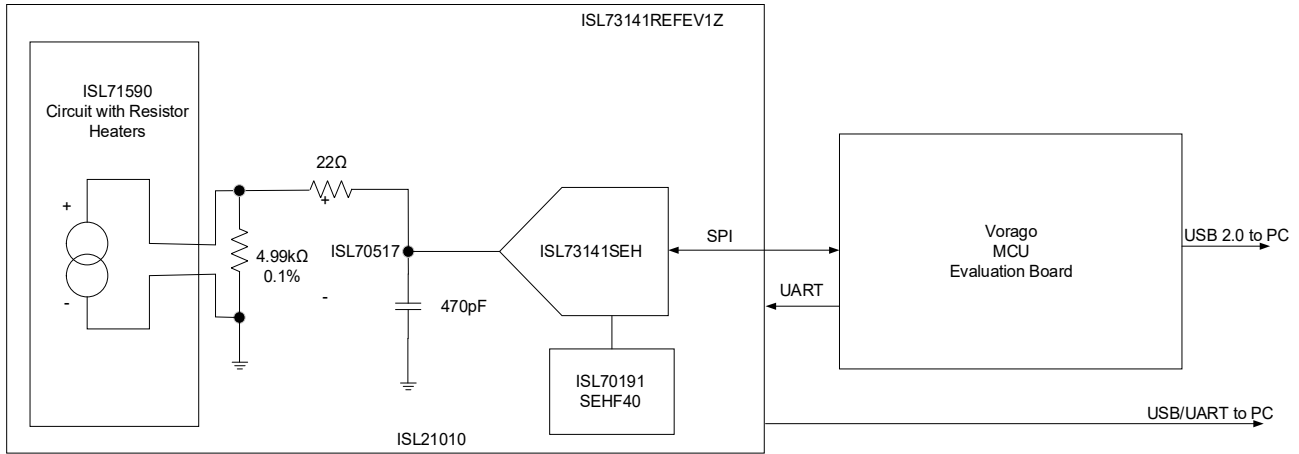 ISL73141REFEV1Z
ISL71590
Circuit with Resistor
Heaters
+
-
22Ω
+
4.99kΩ
0.1%
-
ISL70517
470pF
ISL73141SEH
ISL70191
SEHF40
ISL21010
SPI
UART
Vorago
MCU
Evaluation Board
USB 2.0 to PC
USB/UART to PC